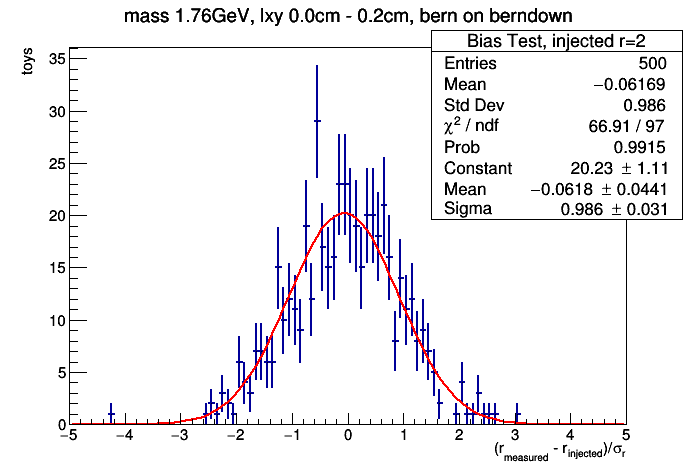 mass 1.76GeV, lxy 0.0cm - 0.2cm, bern on berndown
toys
Bias Test, injected r=2
Entries 500
Mean −0.06169
Std Dev 0.986
χ² / ndf 66.91 / 97
Prob 0.9915
Constant 20.23 ± 1.11
Mean −0.0618 ± 0.0441
Sigma 0.986 ± 0.031
35
30
25
20
15
10
5
0
−5 −4 −3 −2 −1 0 1 2 3 4 5
(r_measured - r_injected)/σ_r